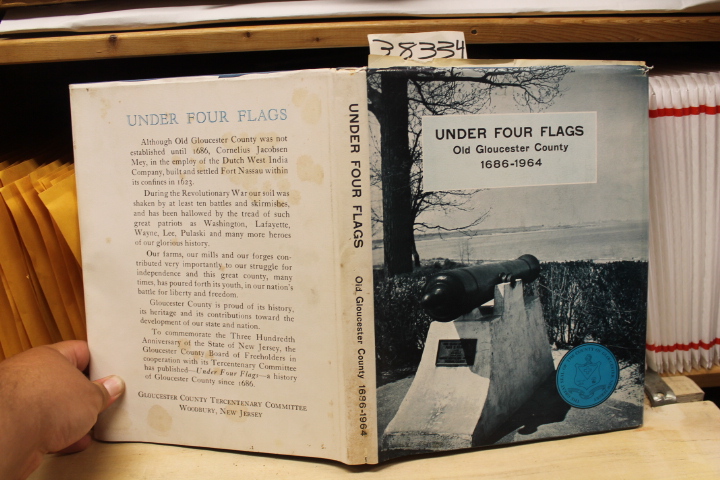 38334
UNDER FOUR FLAGS
Although Old Gloucester County was not
established until 1686, Cornelius Jacobsen
Mey, in the employ of the Dutch West India
Company, built and settled Fort Nassau within
its confines in 1623.
During the Revolutionary War our soil was
shaken by at least ten battles and skirmishes,
and has been hallowed by the tread of such
great patriots as Washington, Lafayette,
Wayne, Lee, Pulaski and many more heroes
of our glorious history.
Our farms, our mills and our forges con-
tributed very importantly to our struggle for
independence and this great county, many
times, has poured forth its youth, in our nation's
battle for liberty and freedom.
Gloucester County is proud of its history,
its heritage and its contributions toward the
development of our state and nation.
To commemorate the Three Hundredth
Anniversary of the State of New Jersey, the
Gloucester County Board of Freeholders in
cooperation with its Tercentenary Committee
has published—Under Four Flags—a history
of Gloucester County since 1686.
GLOUCESTER COUNTY TERCENTENARY COMMITTEE
WOODBURY, NEW JERSEY
UNDER FOUR FLAGS Old Gloucester County 1686-1964
UNDER FOUR FLAGS
Old Gloucester County
1686-1964